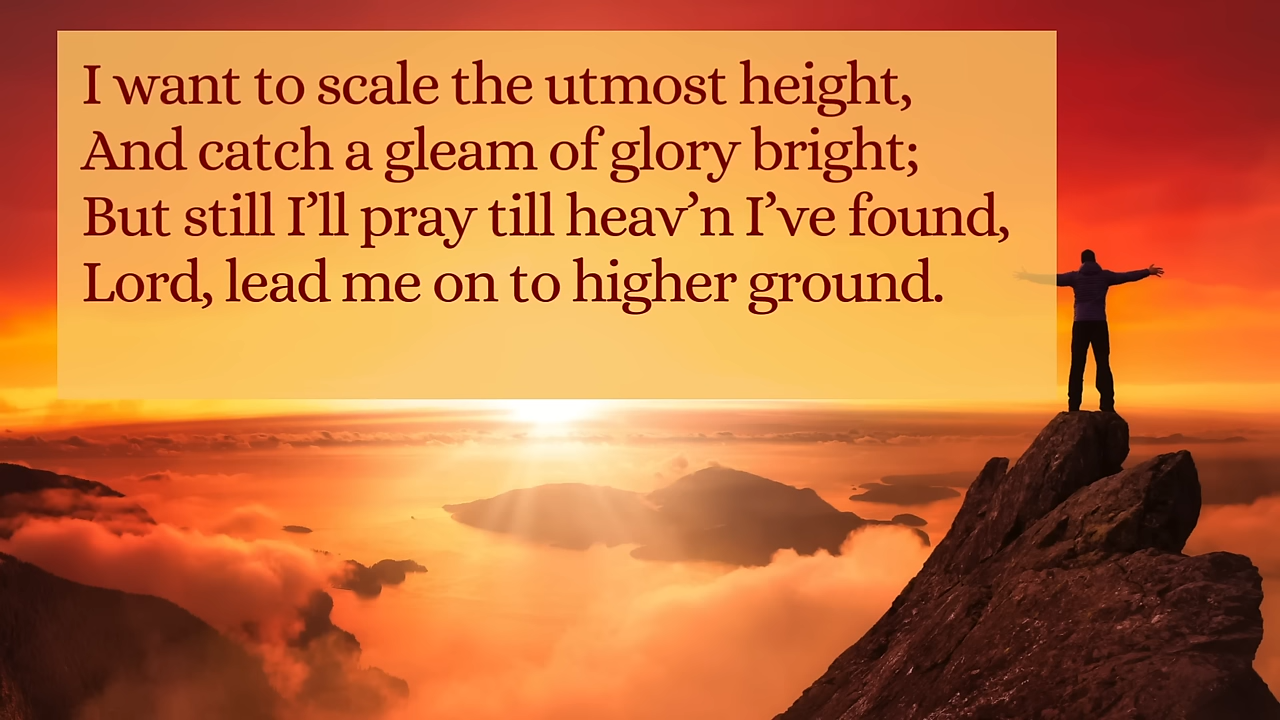 I want to scale the utmost height,
And catch a gleam of glory bright;
But still I’ll pray till heav’n I’ve found,
Lord, lead me on to higher ground.